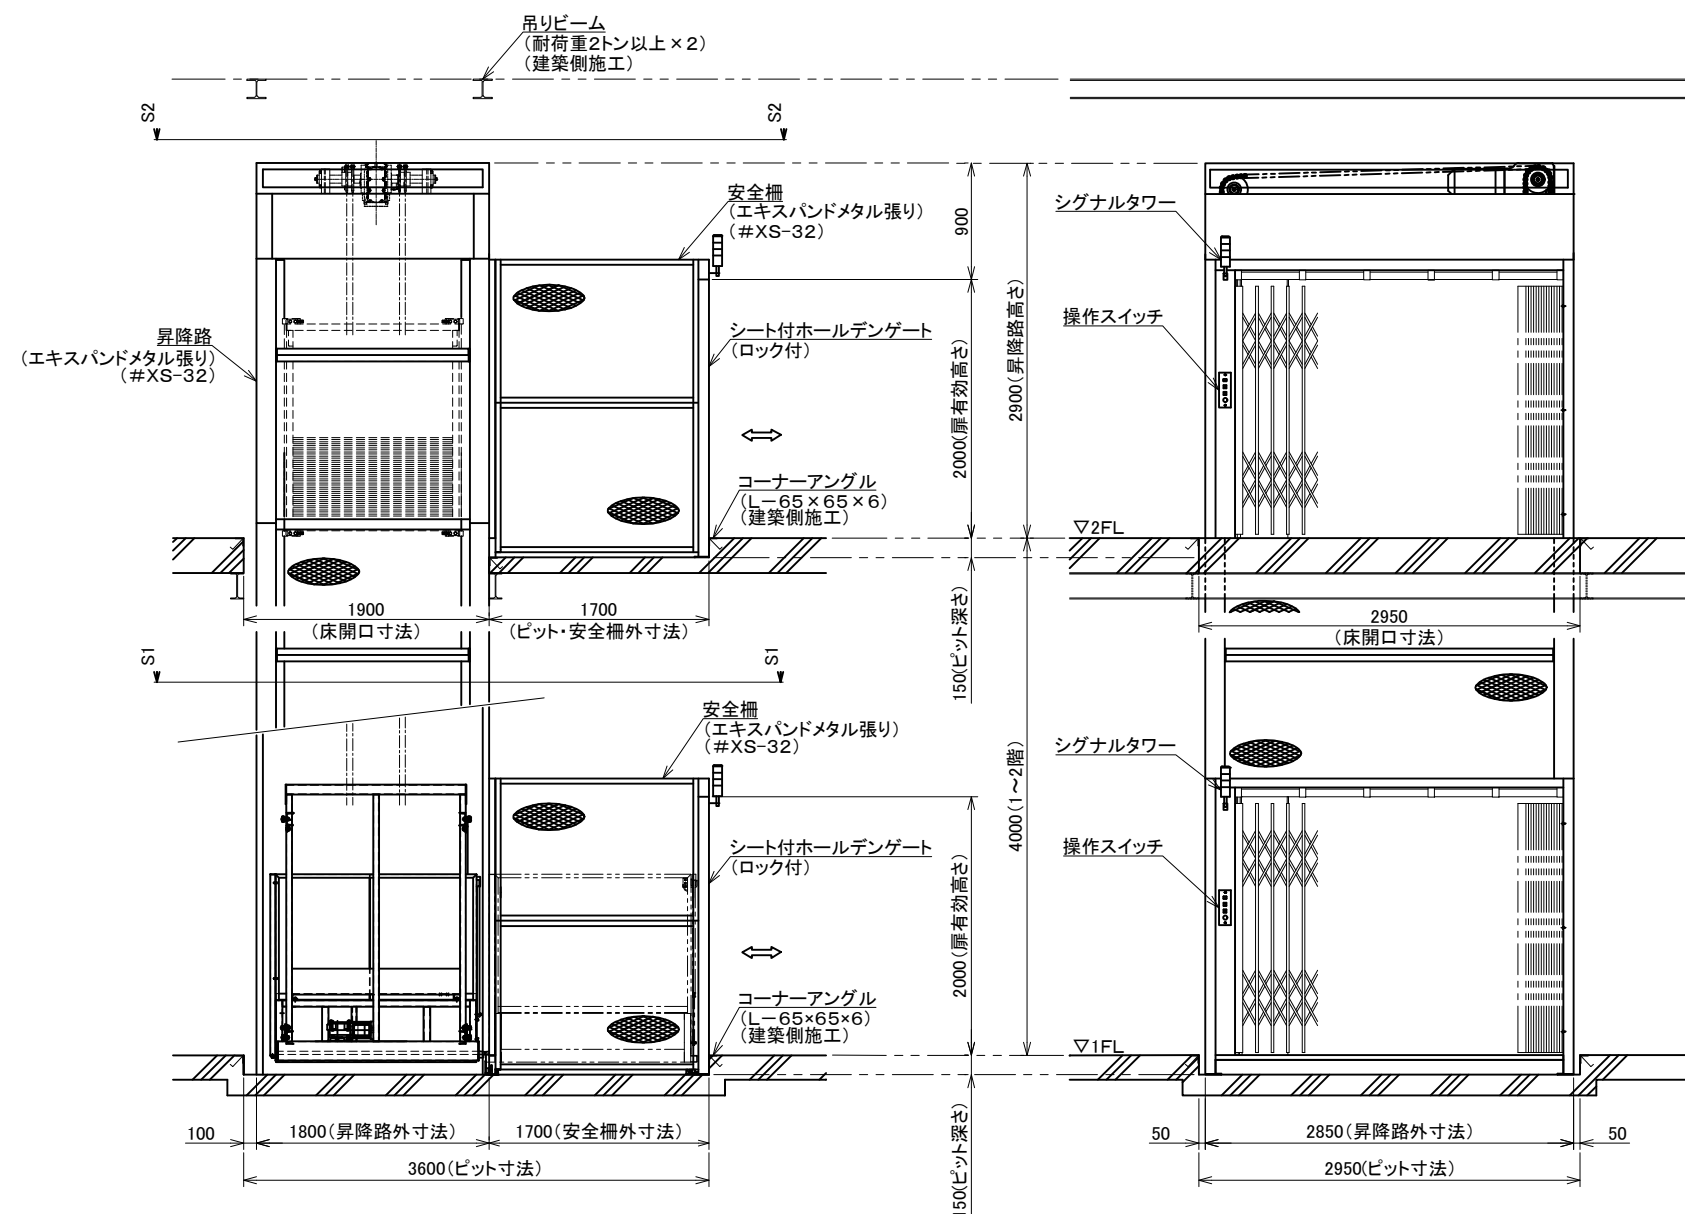 吊りビーム
(耐荷重2トン以上×2)
(建築側施工)
S2
S2
安全柵
(エキスパンドメタル張り)
(#XS-32)
900
シグナルタワー
昇降路
(エキスパンドメタル張り)
(#XS-32)
シート付ホールデンゲート
(ロック付)
2000(扉有効高さ)
2900(昇降路高さ)
操作スイッチ
コーナーアングル
(L-65×65×6)
(建築側施工)
▽2FL
1900
(床開口寸法)
1700
(ピット・安全柵外寸法)
150(ピット深さ)
2950
(床開口寸法)
S1
S1
安全柵
(エキスパンドメタル張り)
(#XS-32)
4000(1~2階)
シグナルタワー
シート付ホールデンゲート
(ロック付)
2000(扉有効高さ)
操作スイッチ
コーナーアングル
(L-65×65×6)
(建築側施工)
▽1FL
100
1800(昇降路外寸法)
1700(安全柵外寸法)
150(ピット深さ)
50
2850(昇降路外寸法)
50
3600(ピット寸法)
2950(ピット寸法)